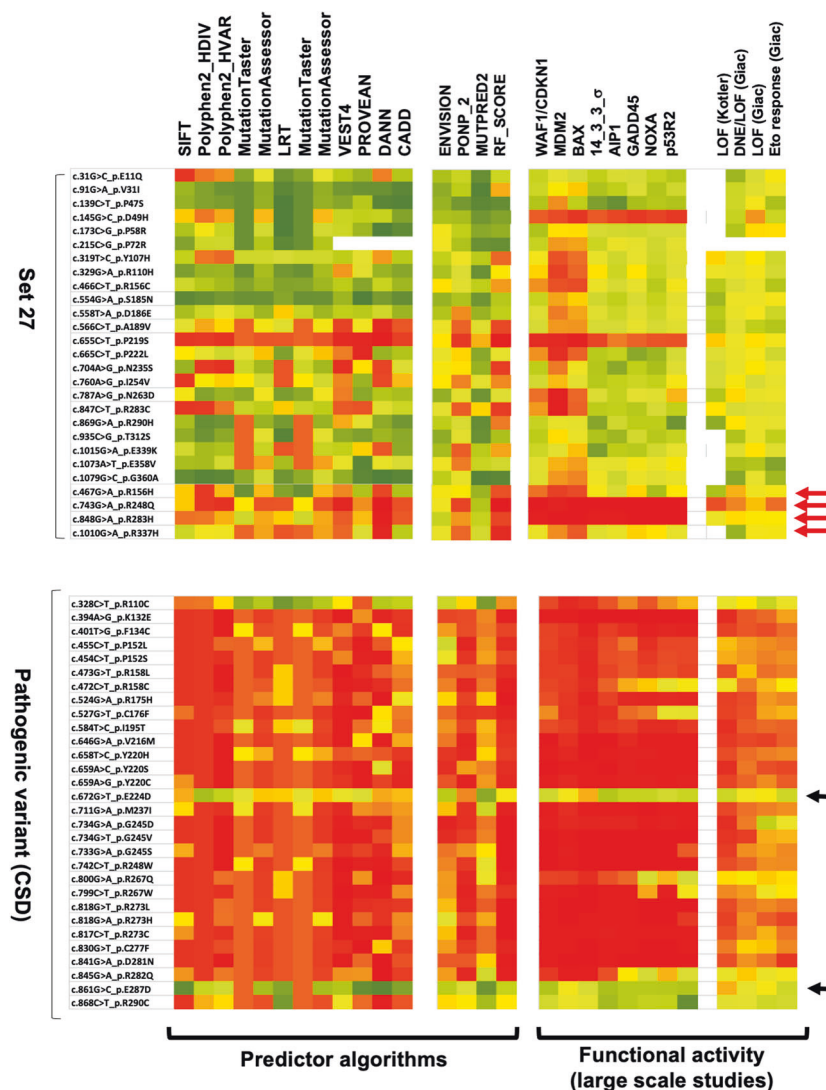 SIFT
Polyphen2_HDIV
Polyphen2_HVAR
MutationTaster
MutationAssessor
LRT
MutationTaster
MutationAssessor
VEST4
PROVEAN
DANN
CADD
ENVISION
PONP_2
MUTPRED2
RF_SCORE
WAF1/CDKN1
MDM2
BAX
14_3_3_σ
AIP1
GADD45
NOXA
p53R2
LOF (Kotler)
DNE/LOF (Giac)
LOF (Giac)
Eto response (Giac)
Set 27
c.31G>C_p.E11Q
c.91G>A_p.V31I
c.139C>T_p.P47S
c.145G>C_p.D49H
c.173C>G_p.P58R
c.215C>G_p.P72R
c.319T>C_p.Y107H
c.329G>A_p.R110H
c.466C>T_p.R156C
c.554G>A_p.S185N
c.558T>A_p.D186E
c.566C>T_p.A189V
c.655C>T_p.P219S
c.665C>T_p.P222L
c.704A>G_p.N235S
c.760A>G_p.I254V
c.787A>G_p.N263D
c.847C>T_p.R283C
c.869G>A_p.R290H
c.935C>G_p.T312S
c.1015G>A_p.E339K
c.1073A>T_p.E358V
c.1079G>C_p.G360A
c.467G>A_p.R156H
c.743G>A_p.R248Q
c.848G>A_p.R283H
c.1010G>A_p.R337H
Pathogenic variant (CSD)
c.328C>T_p.R110C
c.394A>G_p.K132E
c.401T>G_p.F134C
c.455C>T_p.P152L
c.454C>T_p.P152S
c.473G>T_p.R158L
c.472C>T_p.R158C
c.524G>A_p.R175H
c.527G>T_p.C176F
c.584T>C_p.I195T
c.646G>A_p.V216M
c.658T>C_p.Y220H
c.659A>C_p.Y220S
c.659A>G_p.Y220C
c.672G>T_p.E224D
c.711G>A_p.M237I
c.734G>A_p.G245D
c.734G>T_p.G245V
c.733G>A_p.G245S
c.742C>T_p.R248W
c.800G>A_p.R267Q
c.799C>T_p.R267W
c.818G>T_p.R273L
c.818G>A_p.R273H
c.817C>T_p.R273C
c.830G>T_p.C277F
c.841G>A_p.D281N
c.845G>A_p.R282Q
c.861G>C_p.E287D
c.868C>T_p.R290C
Predictor algorithms
Functional activity
(large scale studies)